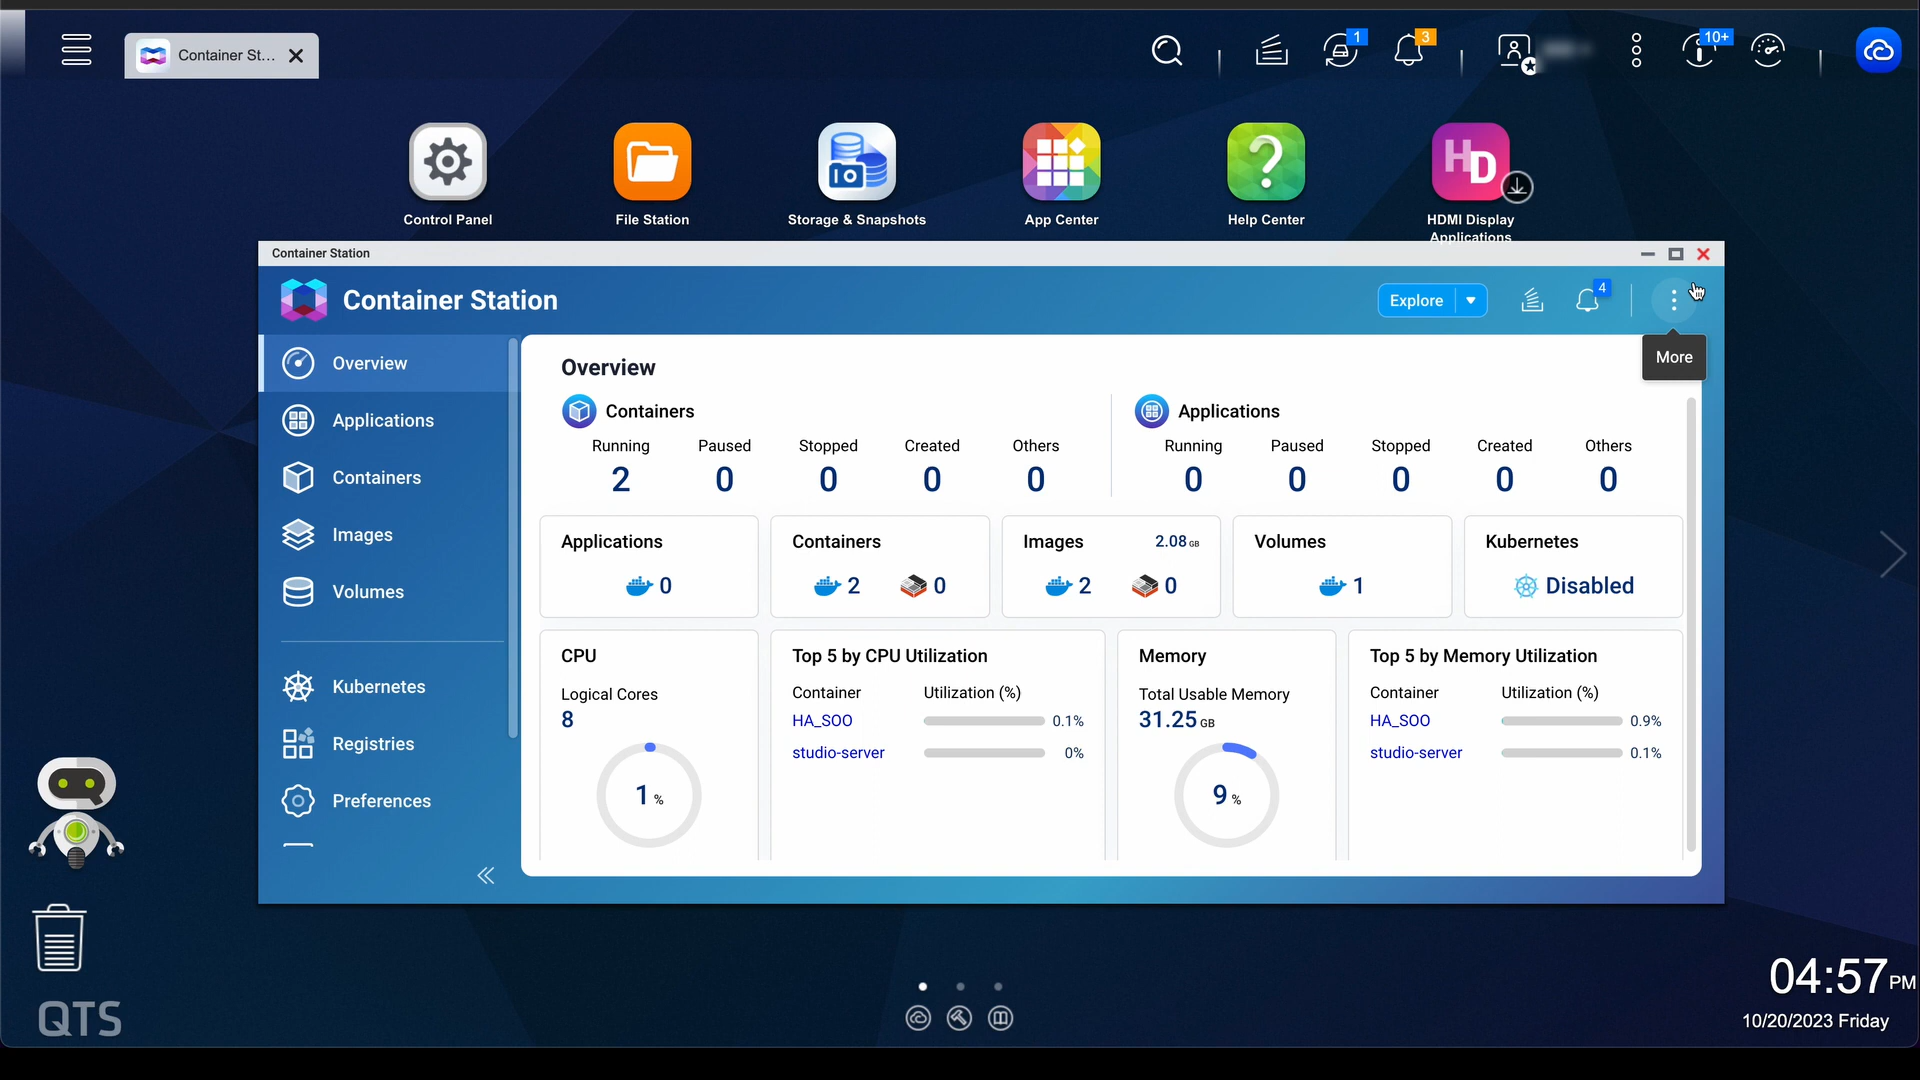 Container St...
1
3
10+
Control Panel
File Station
Storage & Snapshots
App Center
Help Center
HD
HDMI Display
Applications
Container Station
Container Station
Explore
4
More
Overview
Applications
Containers
Images
Volumes
Kubernetes
Registries
Preferences
Overview
Containers
Running Paused Stopped Created Others
2 0 0 0 0
Applications
Running Paused Stopped Created Others
0 0 0 0 0
Applications
0
Containers
2 0
Images 2.08 GB
2 0
Volumes
1
Kubernetes
Disabled
CPU
Logical Cores
8
1 %
Top 5 by CPU Utilization
Container Utilization (%)
HA_SOO 0.1%
studio-server 0%
Memory
Total Usable Memory
31.25 GB
9 %
Top 5 by Memory Utilization
Container Utilization (%)
HA_SOO 0.9%
studio-server 0.1%
QTS
04:57 PM
10/20/2023 Friday